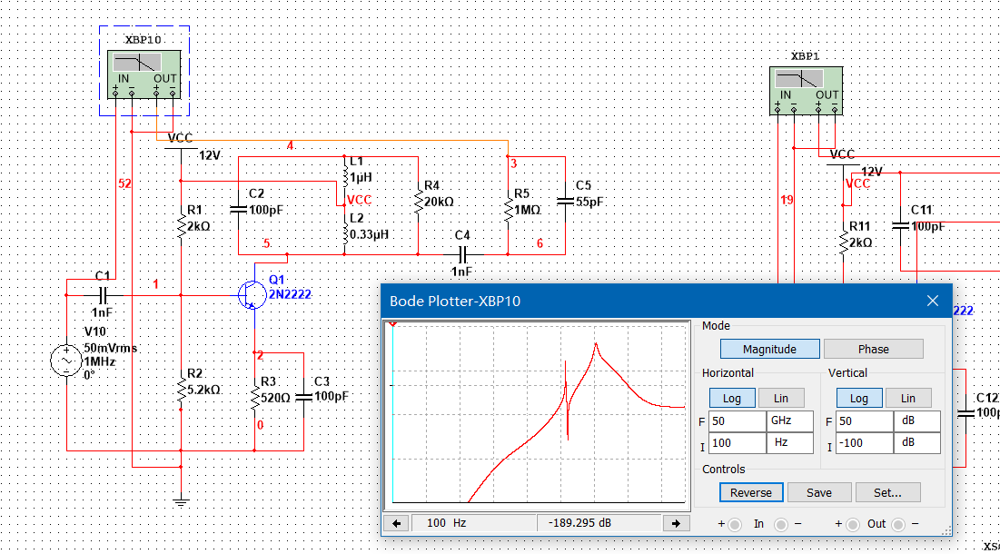 XBP10
IN OUT
+ − + −
XBP1
IN OUT
+ − + −
VCC
12V
4
52
L1
1µH
VCC
L2
0.33µH
C2
100pF
R4
20kΩ
3
R5
1MΩ
C5
55pF
R1
2kΩ
5
C4
1nF
6
C1
1nF
1
Q1
2N2222
V10
50mVrms
1MHz
0°
R2
5.2kΩ
2
R3
520Ω
C3
100pF
0
VCC
12V
VCC
19
R11
2kΩ
C11
100pF
222
C12
100p
Bode Plotter-XBP10
Mode
Magnitude Phase
Horizontal Vertical
Log Lin Log Lin
F 50 GHz F 50 dB
I 100 Hz I -100 dB
Controls
Reverse Save Set...
100 Hz -189.295 dB
+ In − + Out −
XS